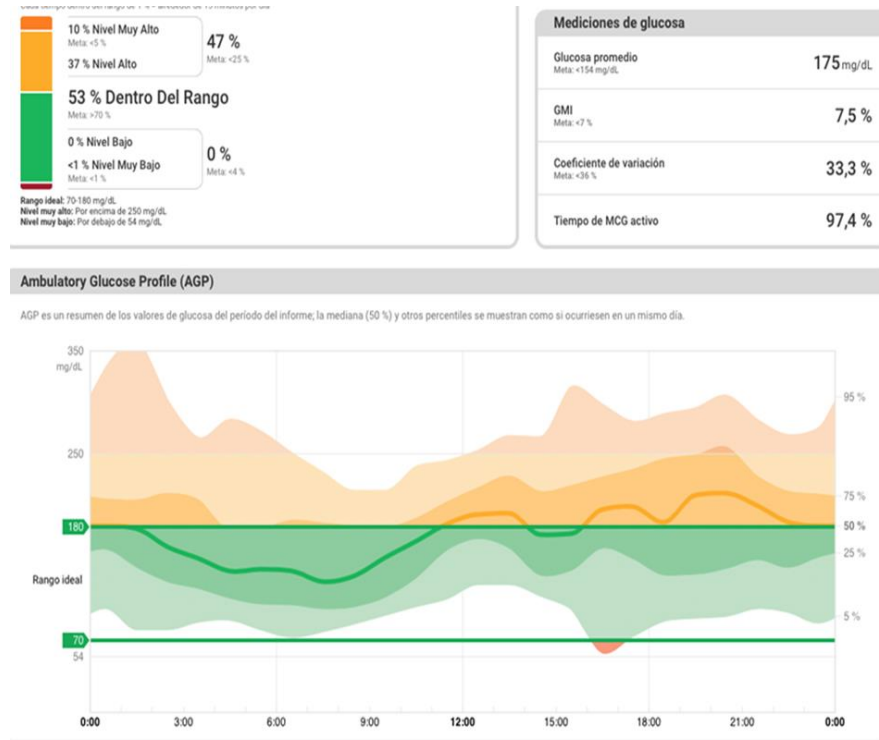 10 % Nivel Muy Alto
Meta: <5 %
37 % Nivel Alto
47 %
Meta: <25 %
53 % Dentro Del Rango
Meta: >70 %
0 % Nivel Bajo
<1 % Nivel Muy Bajo
Meta: <1 %
0 %
Meta: <4 %
Rango ideal: 70-180 mg/dL
Nivel muy alto: Por encima de 250 mg/dL
Nivel muy bajo: Por debajo de 54 mg/dL
Mediciones de glucosa
Glucosa promedio
Meta: <154 mg/dL
175 mg/dL
GMI
Meta: <7 %
7,5 %
Coeficiente de variación
Meta: <36 %
33,3 %
Tiempo de MCG activo
97,4 %
Ambulatory Glucose Profile (AGP)
AGP es un resumen de los valores de glucosa del período del informe; la mediana (50 %) y otros percentiles se muestran como si ocurriesen en un mismo día.
350
mg/dL
95 %
250
75 %
180
50 %
25 %
Rango ideal
5 %
70
54
0:00 3:00 6:00 9:00 12:00 15:00 18:00 21:00 0:00